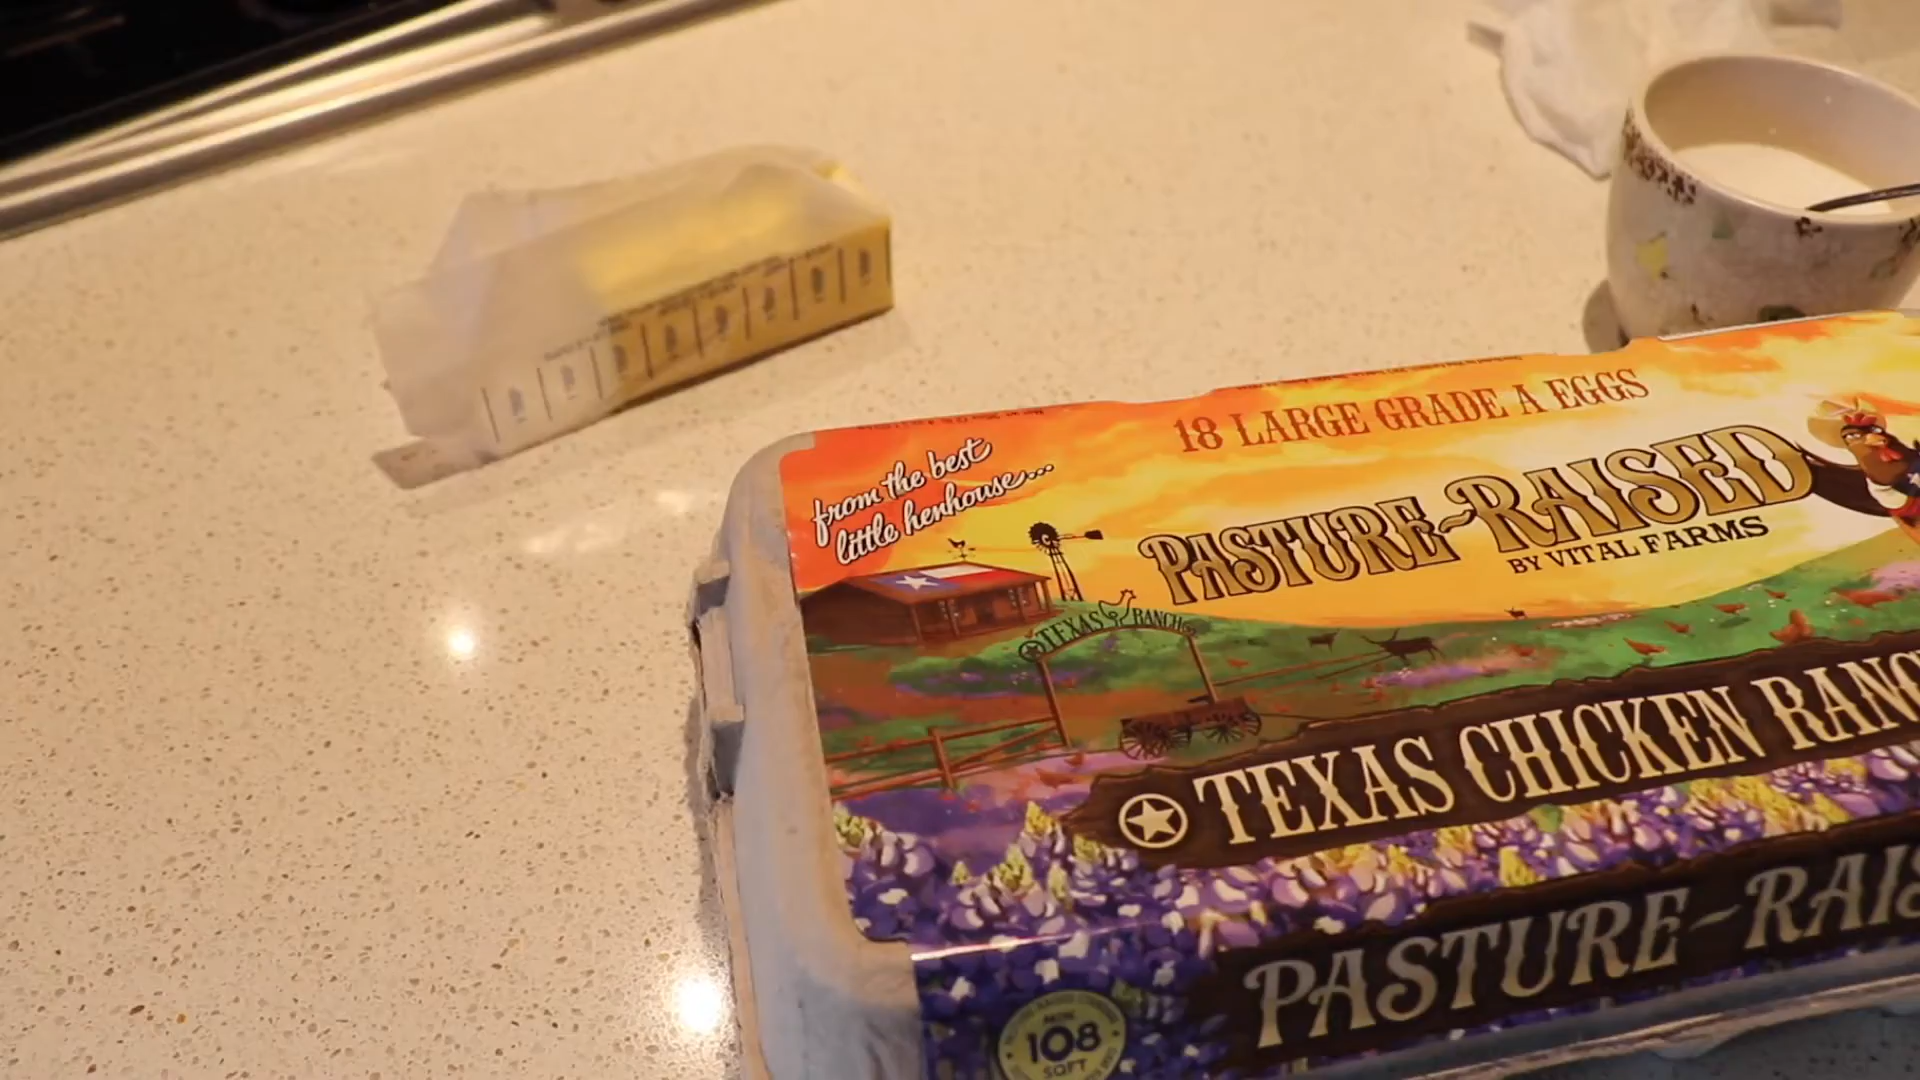 18 LARGE GRADE A EGGS
from the best
little henhouse...
PASTURE-RAISED
BY VITAL FARMS
TEXAS RANCH
TEXAS CHICKEN RANC
PASTURE-RAIS
MIN.
108
SQFT